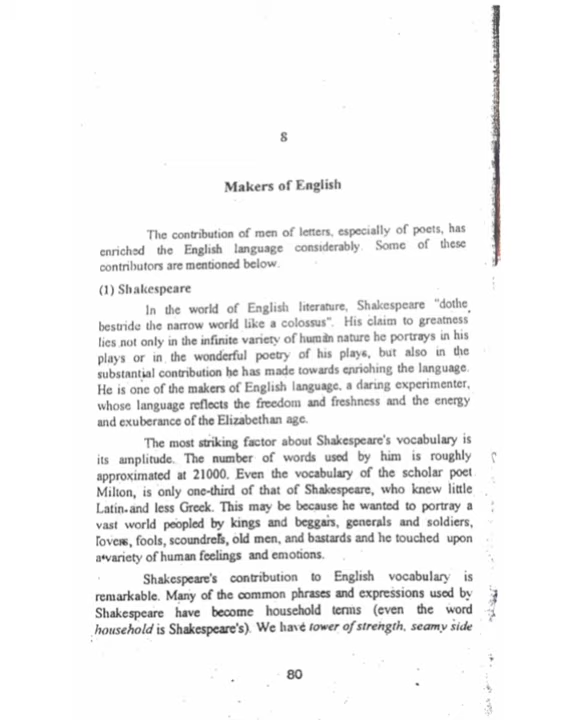 8
Makers of English
The contribution of men of letters, especially of poets, has
enriched the English language considerably. Some of these
contributors are mentioned below.
(1) Shakespeare
In the world of English literature, Shakespeare "dothe
bestride the narrow world like a colossus". His claim to greatness
lies not only in the infinite variety of human nature he portrays in his
plays or in the wonderful poetry of his plays, but also in the
substantial contribution he has made towards enriching the language.
He is one of the makers of English language, a daring experimenter,
whose language reflects the freedom and freshness and the energy
and exuberance of the Elizabethan age.
The most striking factor about Shakespeare's vocabulary is
its amplitude. The number of words used by him is roughly
approximated at 21000. Even the vocabulary of the scholar poet
Milton, is only one-third of that of Shakespeare, who knew little
Latin and less Greek. This may be because he wanted to portray a
vast world peopled by kings and beggars, generals and soldiers,
lovers, fools, scoundrels, old men, and bastards and he touched upon
a variety of human feelings and emotions.
Shakespeare's contribution to English vocabulary is
remarkable. Many of the common phrases and expressions used by
Shakespeare have become household terms (even the word
household is Shakespeare's). We have tower of strength, seamy side
80